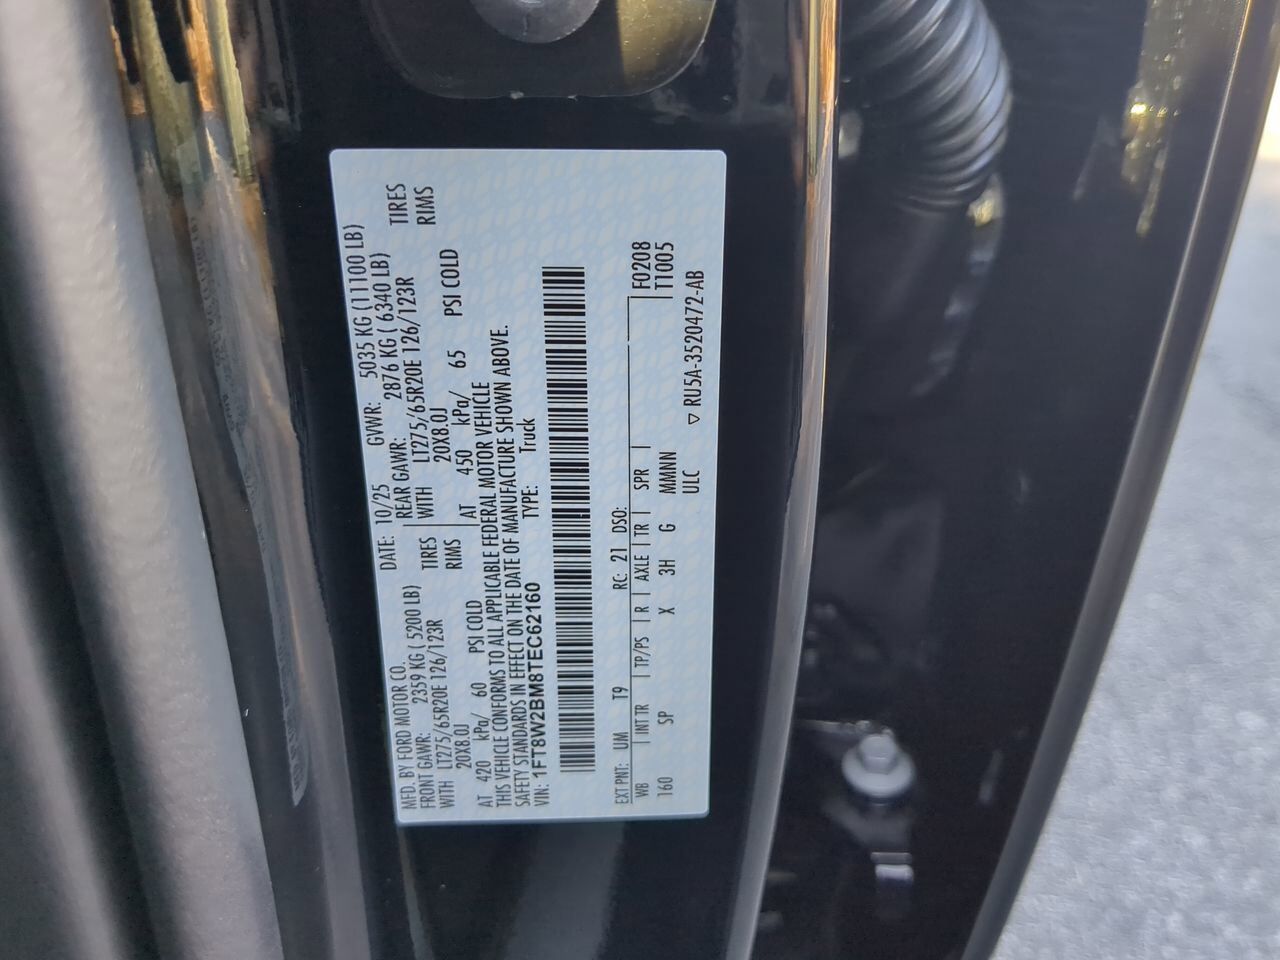 MFD. BY FORD MOTOR CO.
DATE: 10/25 GVWR: 5035 KG (11100 LB)
FRONT GAWR: 2359 KG ( 5200 LB) REAR GAWR: 2876 KG ( 6340 LB)
WITH LT275/65R20E 126/123R TIRES WITH LT275/65R20E 126/123R TIRES
20X8.0J RIMS 20X8.0J RIMS
AT 420 kPa/ 60 PSI COLD AT 450 kPa/ 65 PSI COLD
THIS VEHICLE CONFORMS TO ALL APPLICABLE FEDERAL MOTOR VEHICLE
SAFETY STANDARDS IN EFFECT ON THE DATE OF MANUFACTURE SHOWN ABOVE.
VIN: 1FT8W2BM8TEC62160 TYPE: Truck
F0208
T1005
EXT PNT: UM T9 RC: 21 DSO:
WB INT TR TP/PS R AXLE TR SPR
160 SP X 3H G MMNNN
ULC ▽ RU5A-3520472-AB